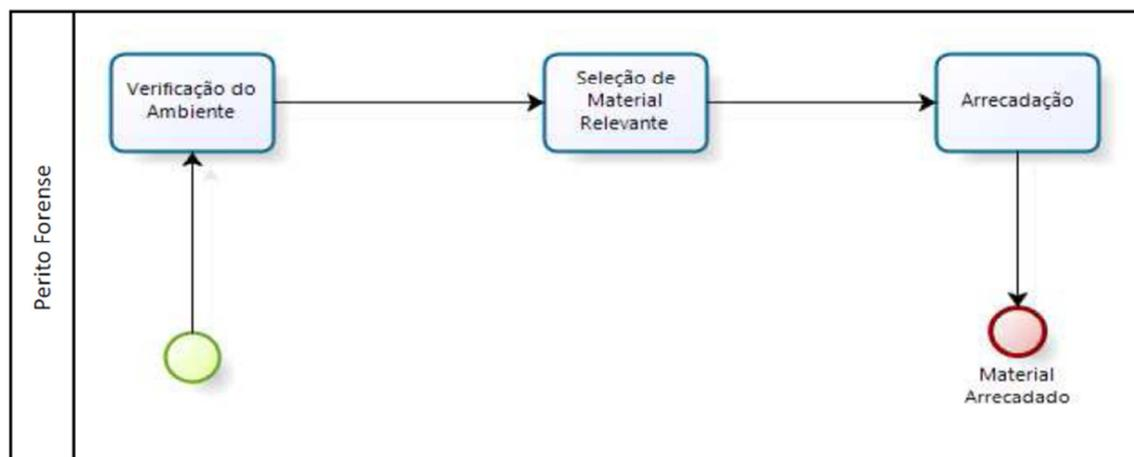 Perito Forense
Verificação do
Ambiente
Seleção de
Material
Relevante
Arrecadação
Material
Arrecadado